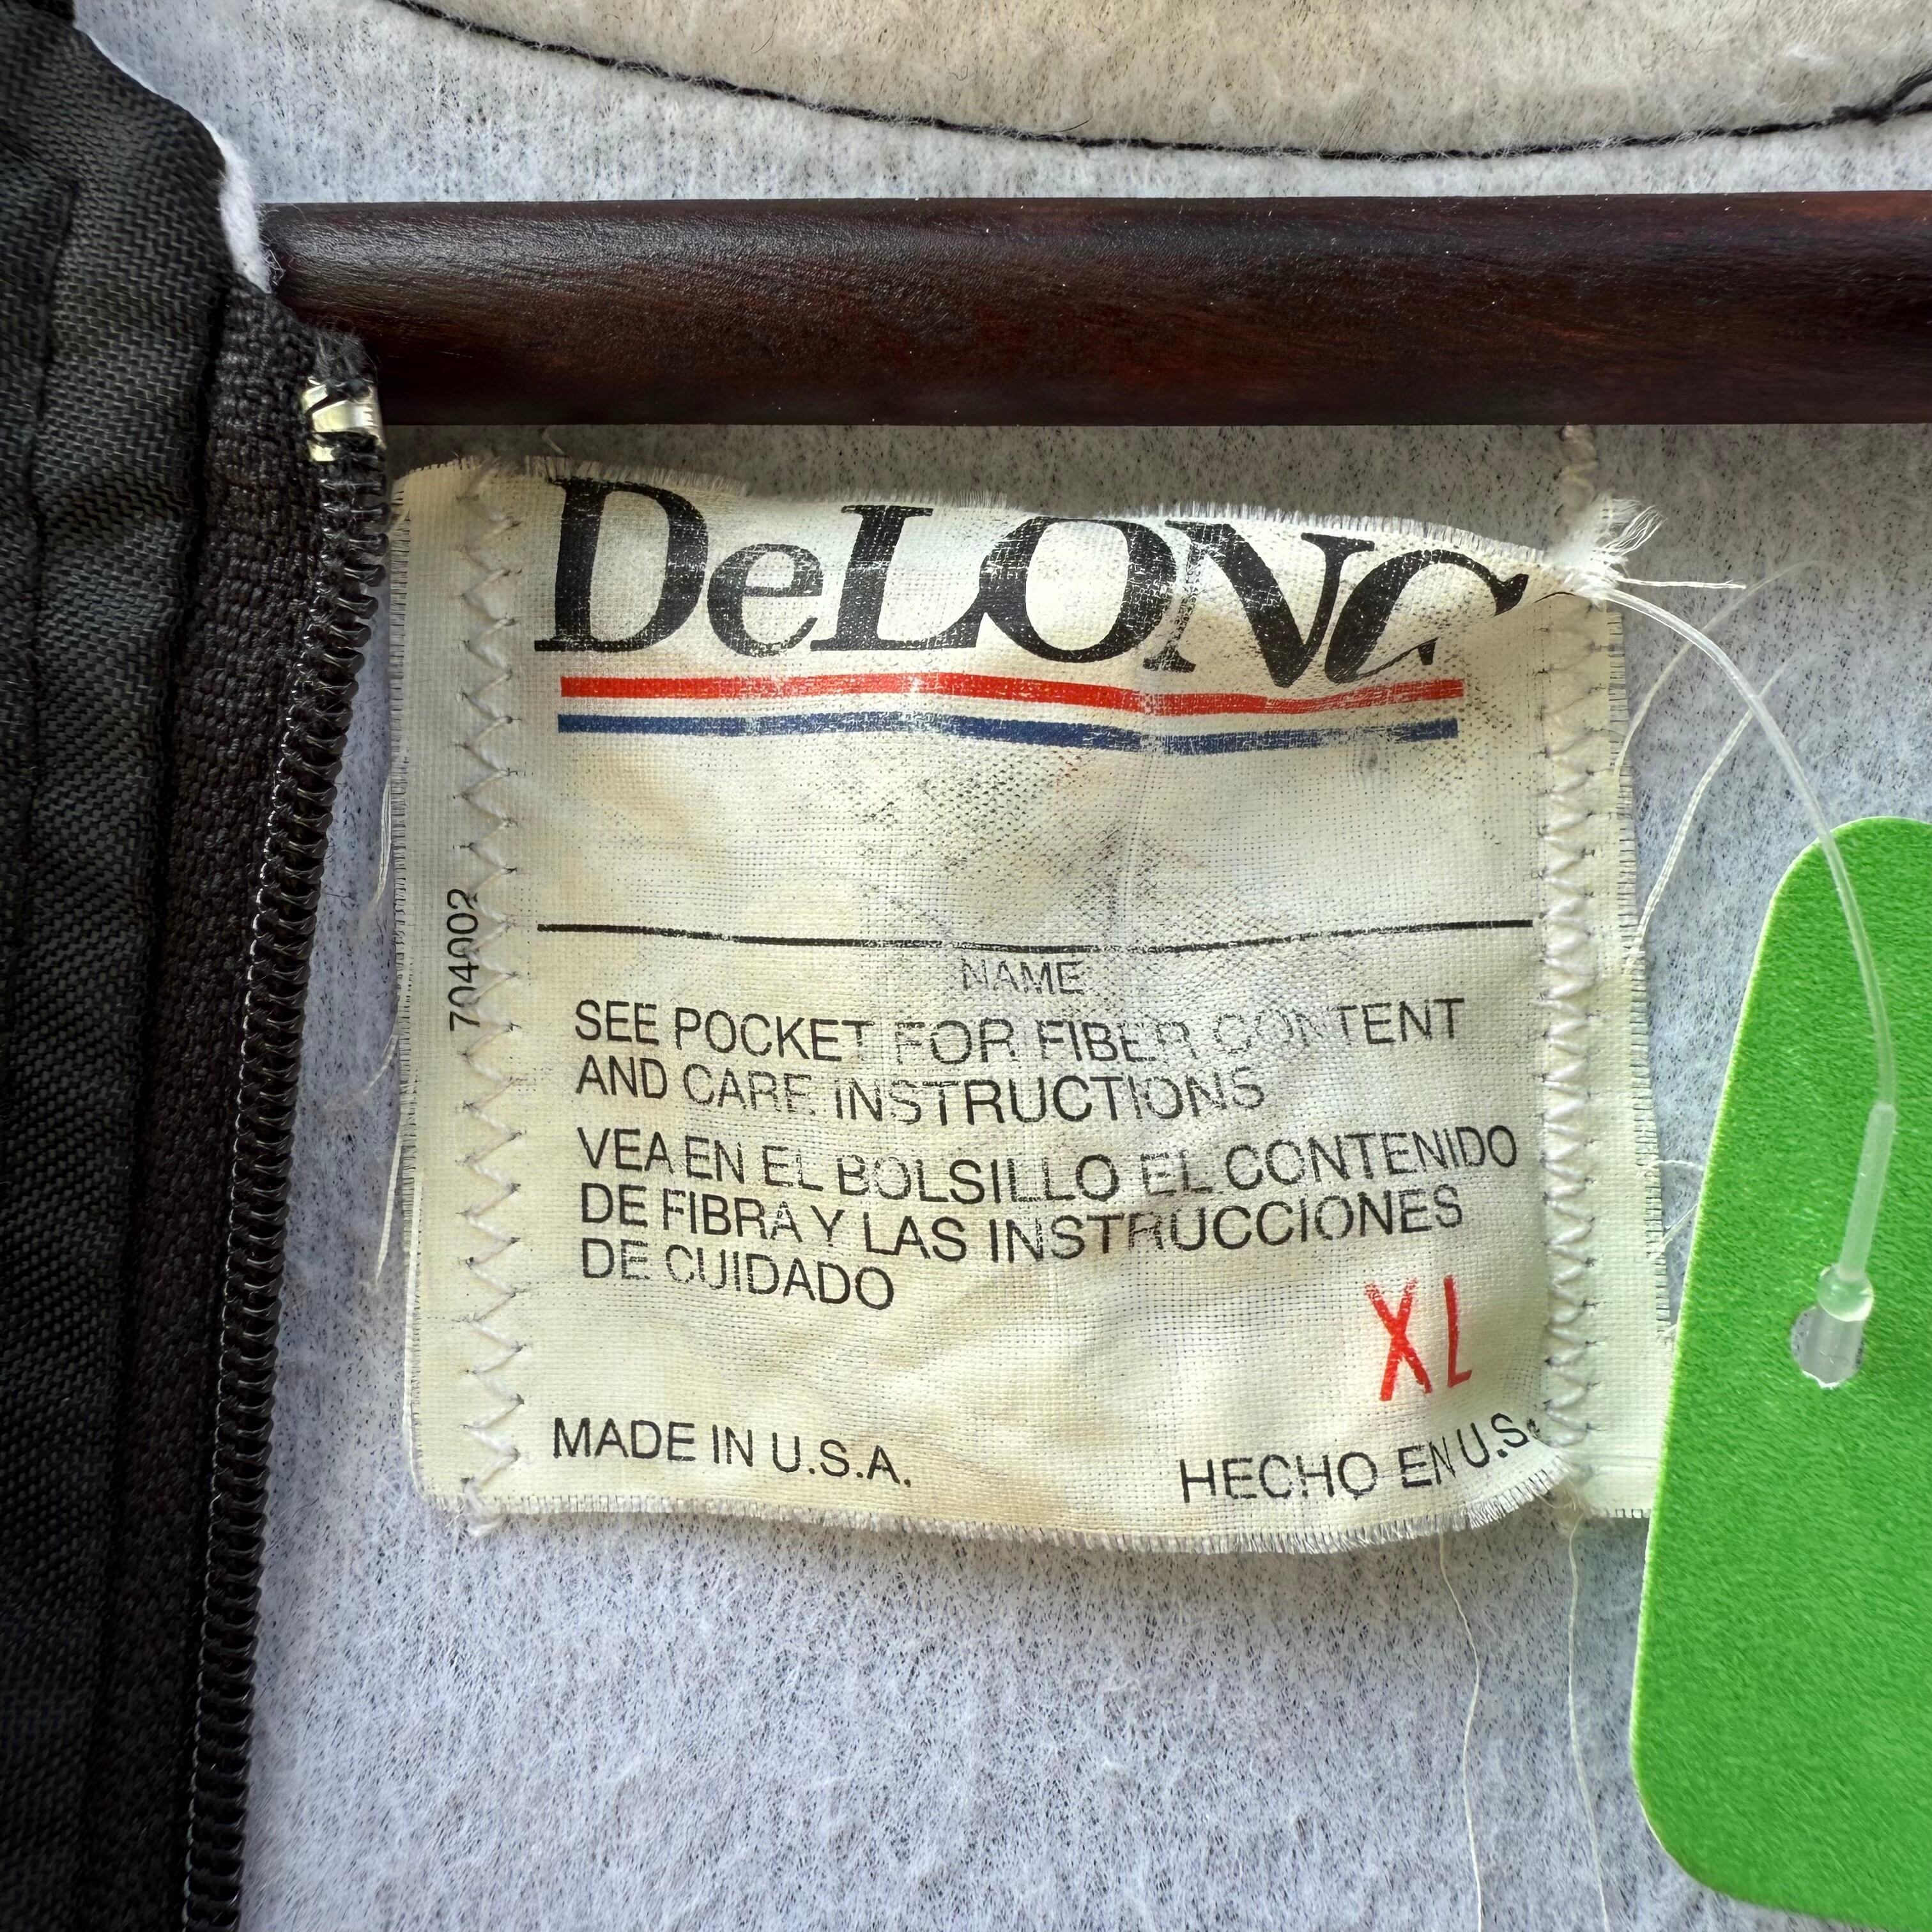 DeLONG
704002
NAME
SEE POCKET FOR FIBER CONTENT
AND CARE INSTRUCTIONS
VEA EN EL BOLSILLO EL CONTENIDO
DE FIBRA Y LAS INSTRUCCIONES
DE CUIDADO
XL
MADE IN U.S.A.
HECHO EN U.S.